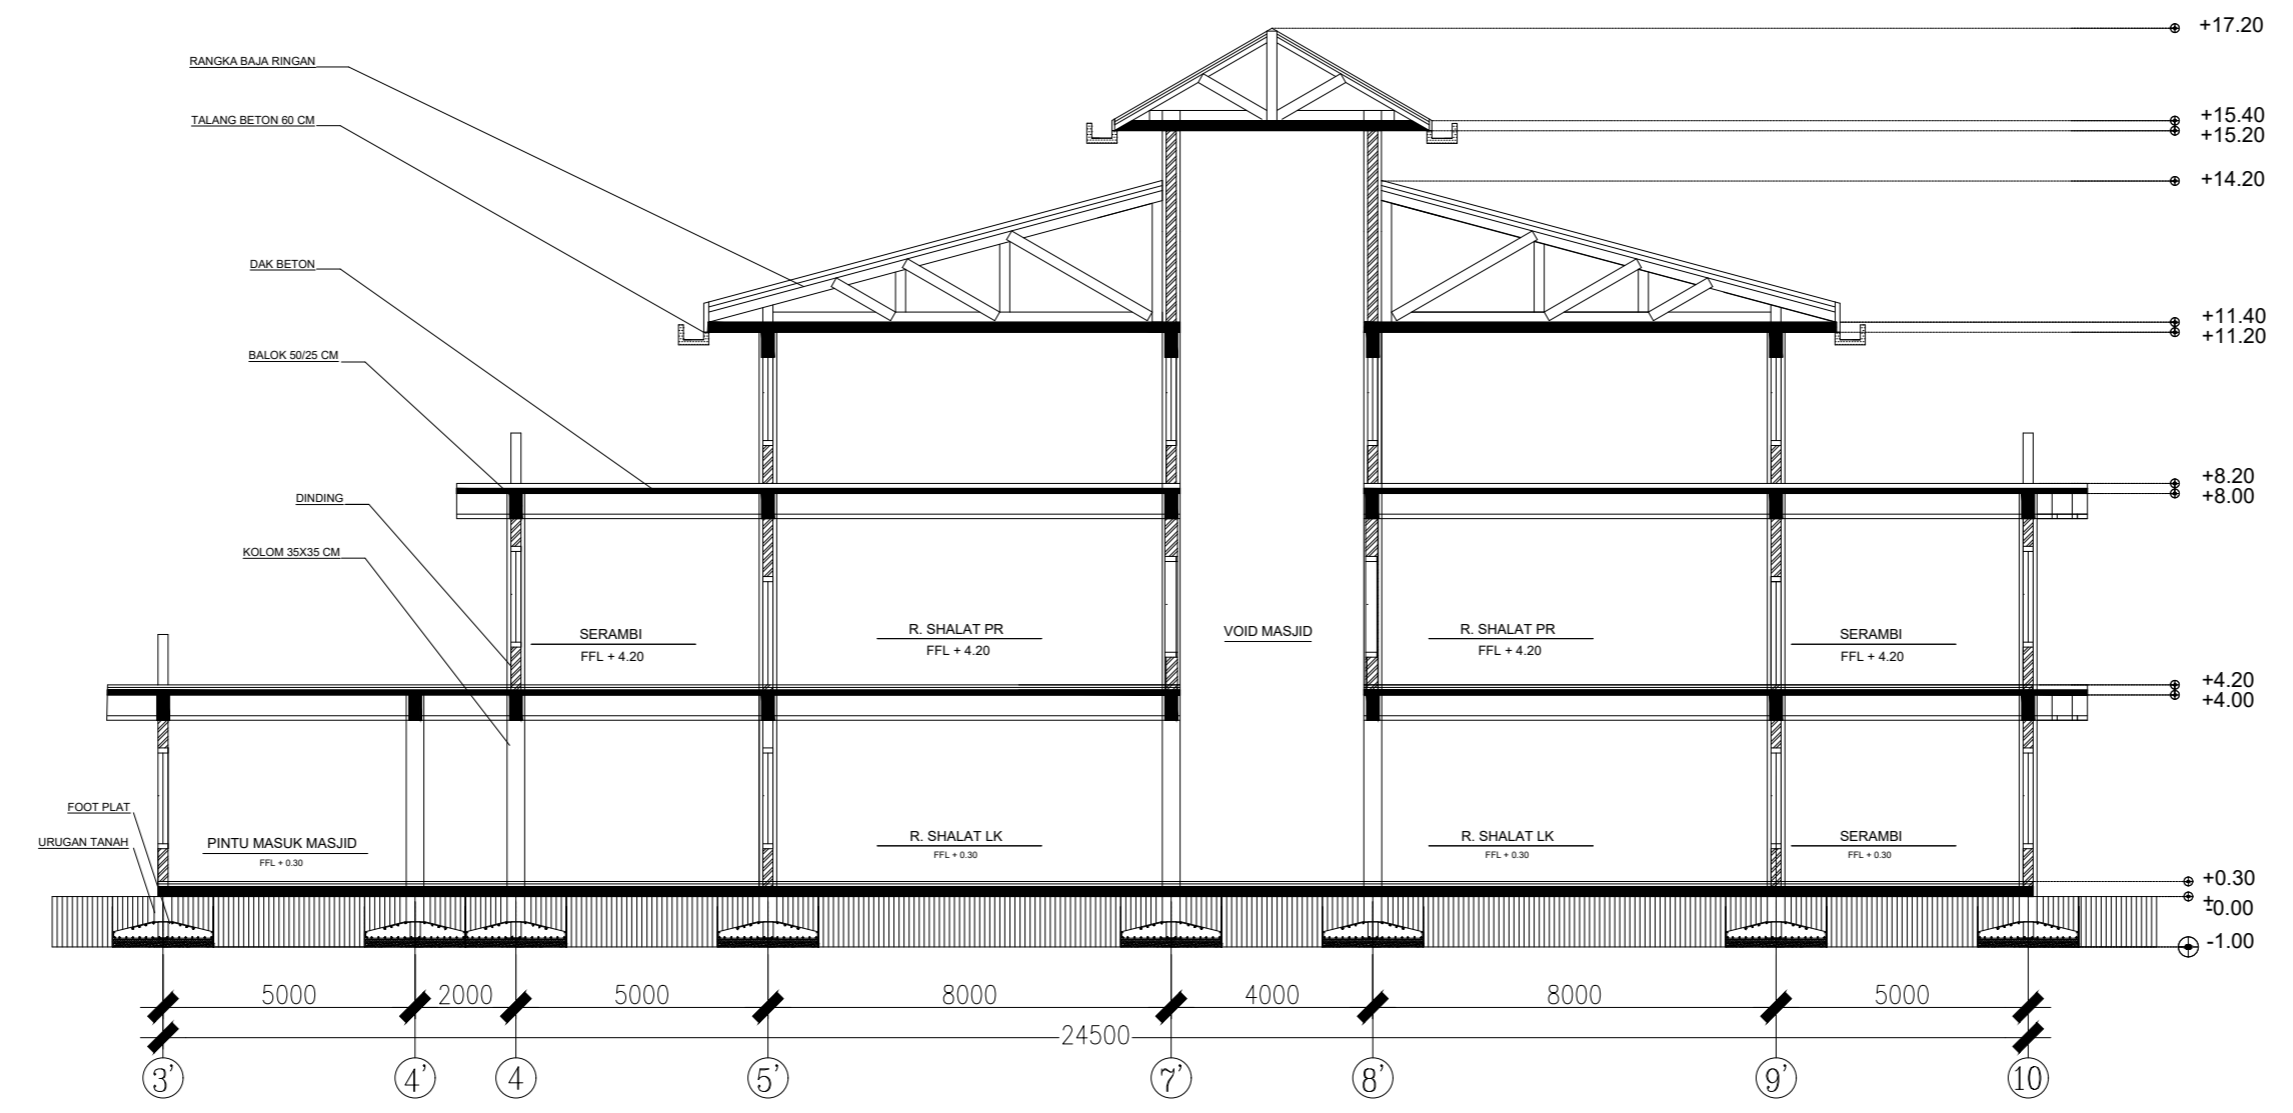 +17.20
RANGKA BAJA RINGAN
TALANG BETON 60 CM
+15.40
+15.20
+14.20
DAK BETON
+11.40
+11.20
BALOK 50/25 CM
+8.20
+8.00
DINDING
KOLOM 35X35 CM
SERAMBI
FFL + 4.20
R. SHALAT PR
FFL + 4.20
VOID MASJID
R. SHALAT PR
FFL + 4.20
SERAMBI
FFL + 4.20
+4.20
+4.00
FOOT PLAT
URUGAN TANAH
PINTU MASUK MASJID
FFL + 0.30
R. SHALAT LK
FFL + 0.30
R. SHALAT LK
FFL + 0.30
SERAMBI
FFL + 0.30
+0.30
+-0.00
-1.00
5000 2000 5000 8000 4000 8000 5000
24500
3' 4' 4 5' 7' 8' 9' 10